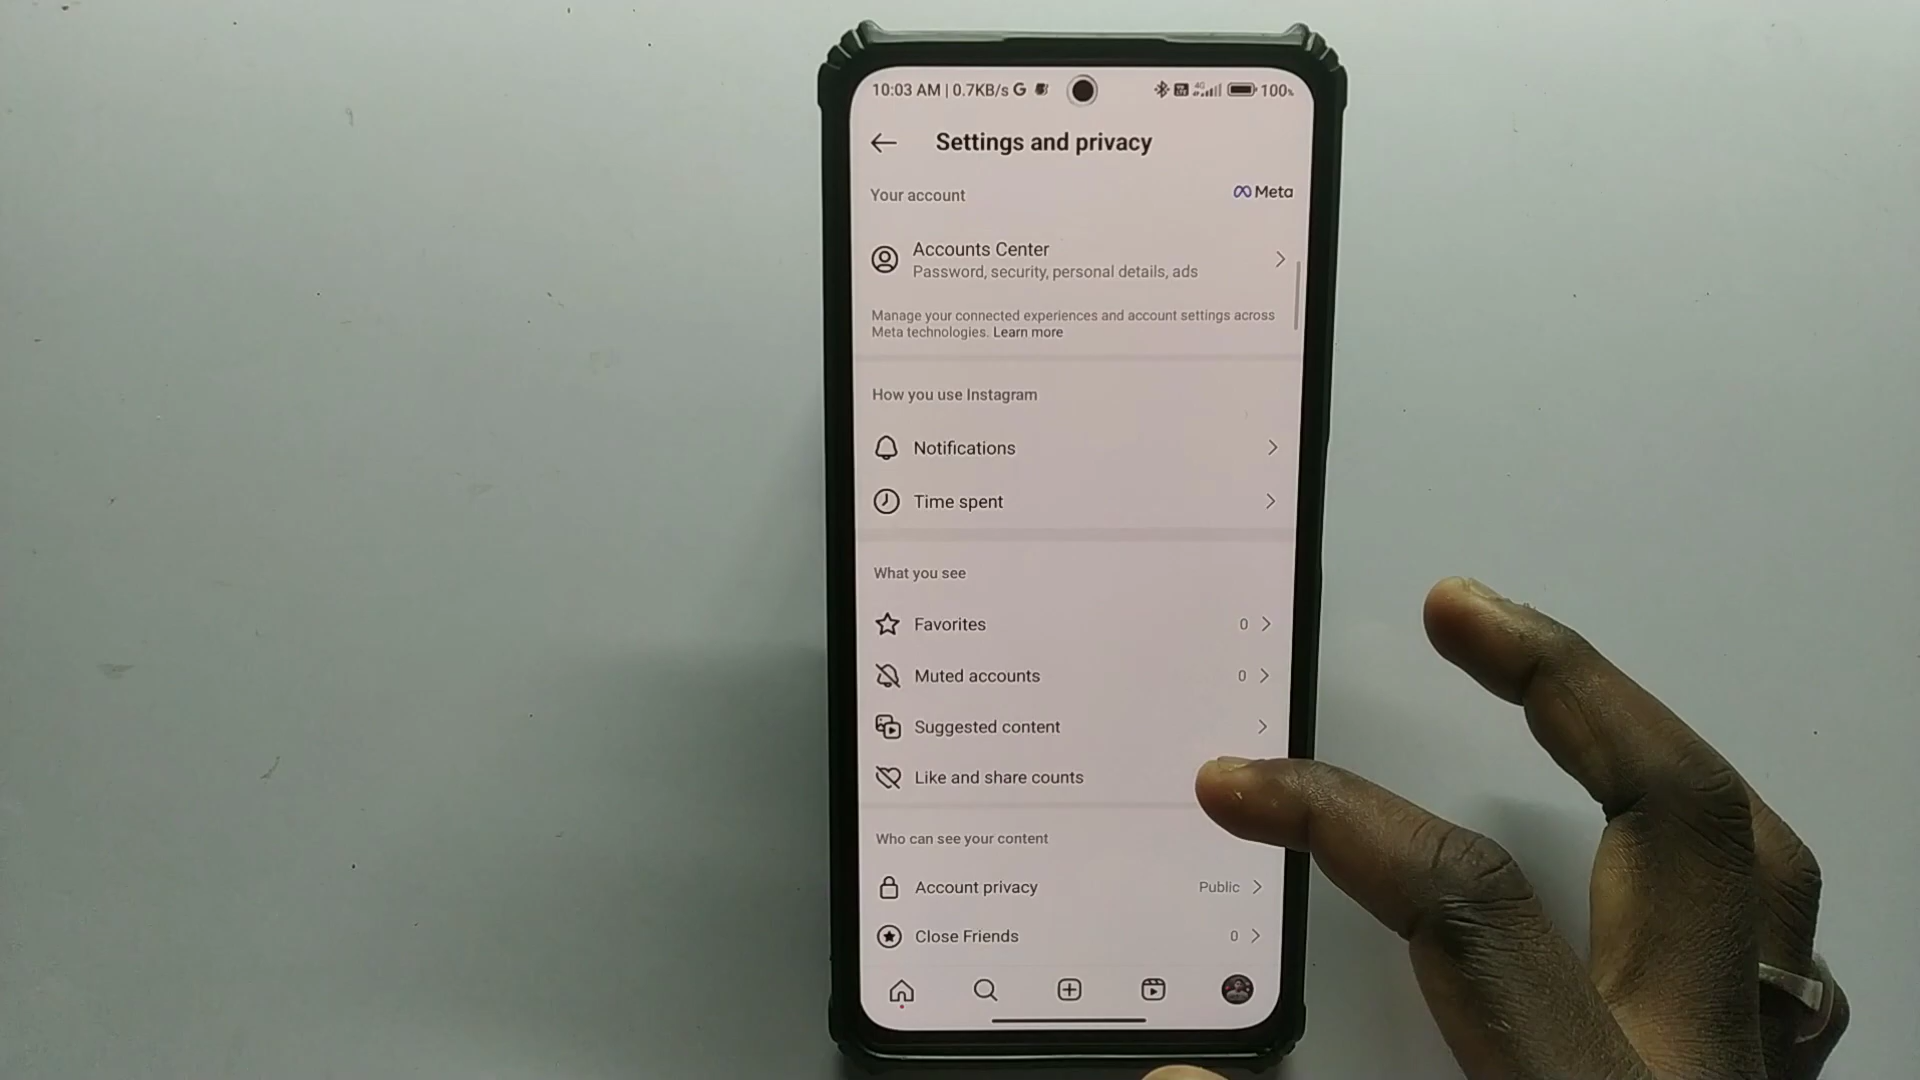 10:03 AM | 0.7KB/s G 4G 100%
Settings and privacy
Your account
Meta
Accounts Center
Password, security, personal details, ads
Manage your connected experiences and account settings across
Meta technologies. Learn more
How you use Instagram
Notifications
Time spent
What you see
Favorites 0
Muted accounts 0
Suggested content
Like and share counts
Who can see your content
Account privacy Public
Close Friends 0